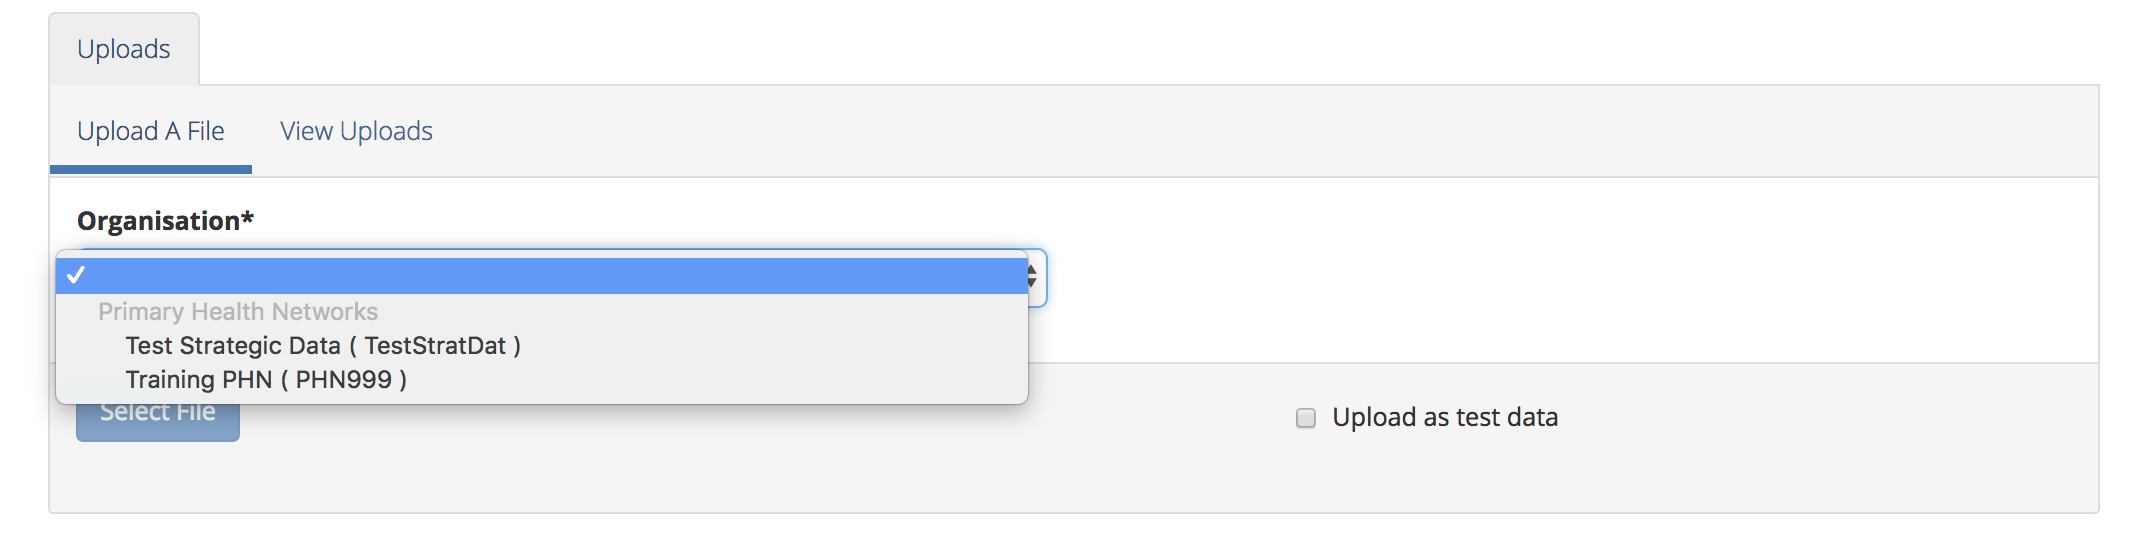 Uploads
Upload A File
View Uploads
Organisation*
Primary Health Networks
Test Strategic Data ( TestStratDat )
Training PHN ( PHN999 )
Select File
Upload as test data